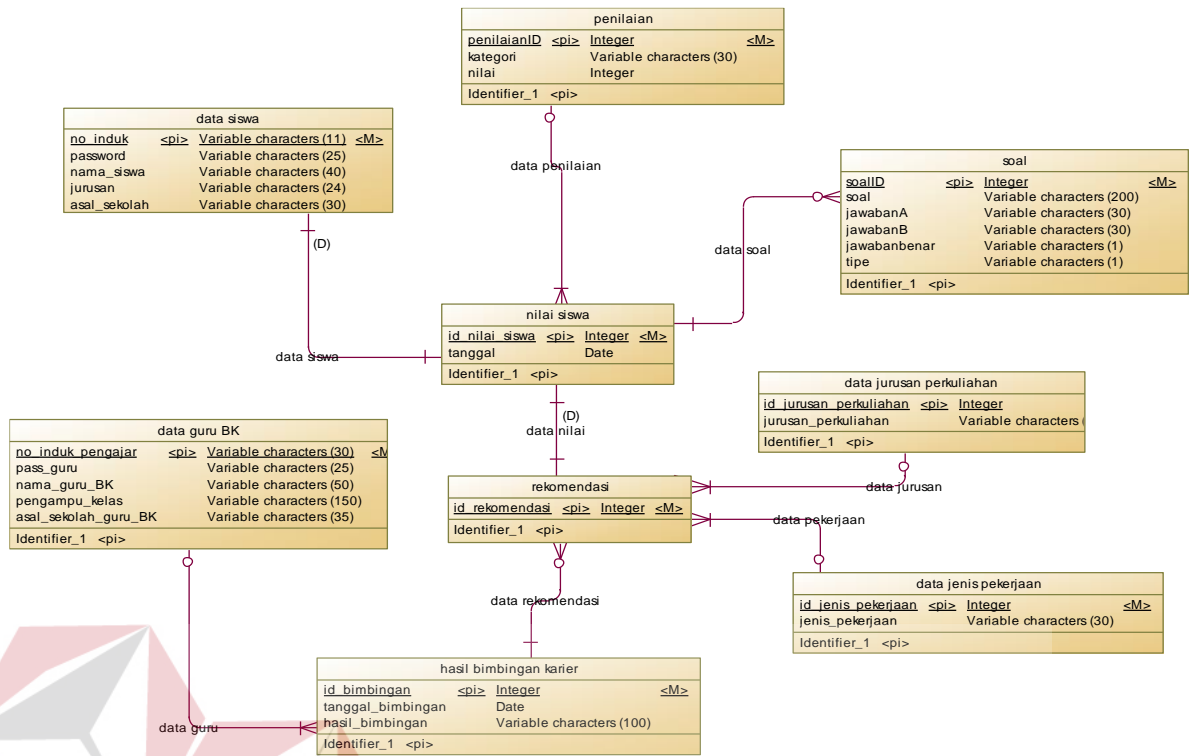 penilaian
penilaianID <pi> Integer <M>
kategori Variable characters (30)
nilai Integer
Identifier_1 <pi>
data siswa
no_induk <pi> Variable characters (11) <M>
password Variable characters (25)
nama_siswa Variable characters (40)
jurusan Variable characters (24)
asal_sekolah Variable characters (30)
data penilaian
soal
soalID <pi> Integer <M>
soal Variable characters (200)
jawabanA Variable characters (30)
jawabanB Variable characters (30)
jawabanbenar Variable characters (1)
tipe Variable characters (1)
Identifier_1 <pi>
(D)
data soal
nilai siswa
id_nilai_siswa <pi> Integer <M>
tanggal Date
Identifier_1 <pi>
data siswa
data jurusan perkuliahan
id_jurusan_perkuliahan <pi> Integer
jurusan_perkuliahan Variable characters (
Identifier_1 <pi>
(D)
data nilai
data guru BK
no_induk_pengajar <pi> Variable characters (30) <M
pass_guru Variable characters (25)
nama_guru_BK Variable characters (50)
pengampu_kelas Variable characters (150)
asal_sekolah_guru_BK Variable characters (35)
Identifier_1 <pi>
rekomendasi
id_rekomendasi <pi> Integer <M>
Identifier_1 <pi>
data jurusan
data pekerjaan
data jenis pekerjaan
id_jenis_pekerjaan <pi> Integer <M>
jenis_pekerjaan Variable characters (30)
Identifier_1 <pi>
data rekomendasi
hasil bimbingan karier
id_bimbingan <pi> Integer <M>
tanggal_bimbingan Date
hasil_bimbingan Variable characters (100)
Identifier_1 <pi>
data guru